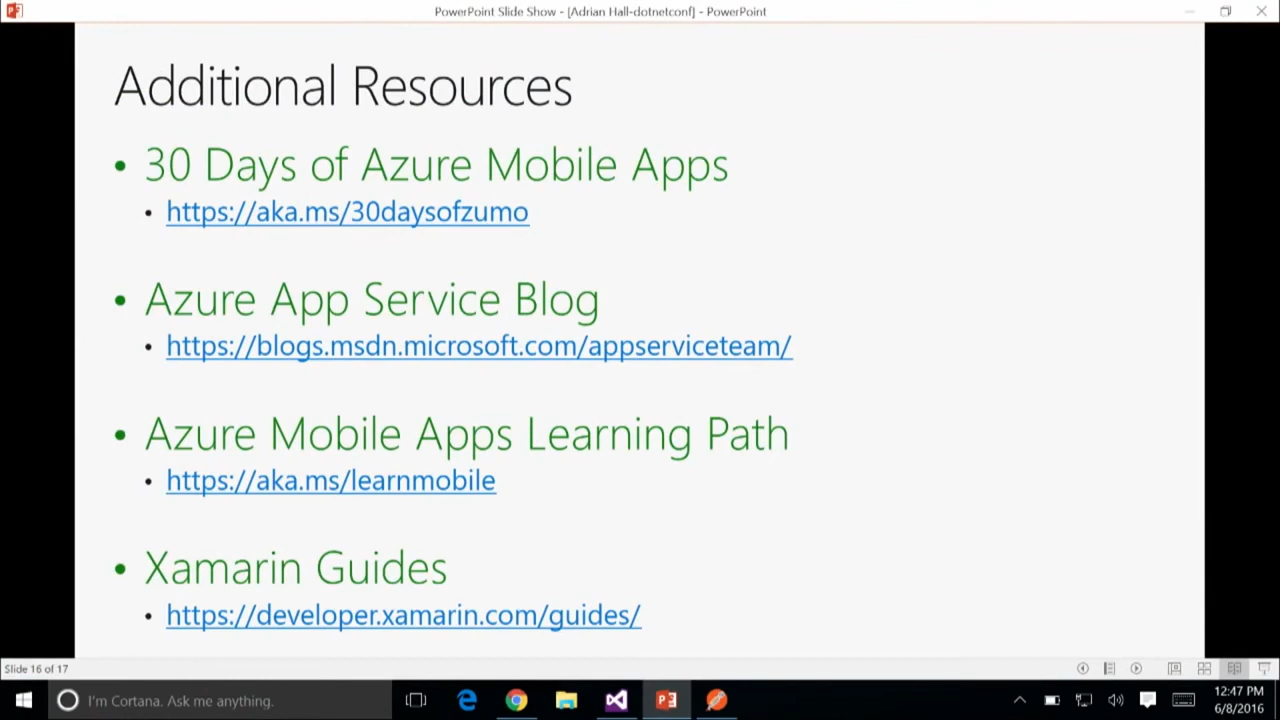 PowerPoint Slide Show - [Adrian Hall-dotnetconf] - PowerPoint
Additional Resources
• 30 Days of Azure Mobile Apps
• https://aka.ms/30daysofzumo
• Azure App Service Blog
• https://blogs.msdn.microsoft.com/appserviceteam/
• Azure Mobile Apps Learning Path
• https://aka.ms/learnmobile
• Xamarin Guides
• https://developer.xamarin.com/guides/
Slide 16 of 17
I'm Cortana. Ask me anything.
12:47 PM
6/8/2016